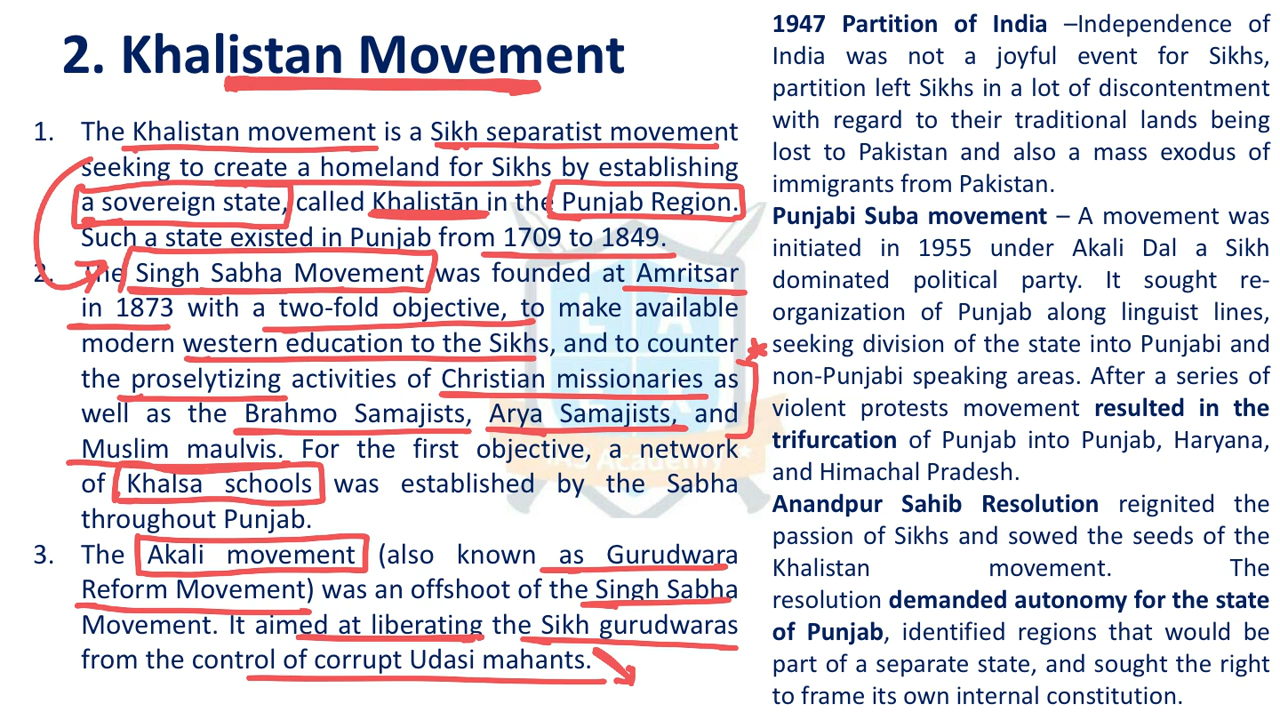 2. Khalistan Movement
1. The Khalistan movement is a Sikh separatist movement
seeking to create a homeland for Sikhs by establishing
a sovereign state, called Khalistān in the Punjab Region.
Such a state existed in Punjab from 1709 to 1849.
2. The Singh Sabha Movement was founded at Amritsar
in 1873 with a two-fold objective, to make available
modern western education to the Sikhs, and to counter
the proselytizing activities of Christian missionaries as
well as the Brahmo Samajists, Arya Samajists, and
Muslim maulvis. For the first objective, a network
of Khalsa schools was established by the Sabha
throughout Punjab.
3. The Akali movement (also known as Gurudwara
Reform Movement) was an offshoot of the Singh Sabha
Movement. It aimed at liberating the Sikh gurudwaras
from the control of corrupt Udasi mahants.
1947 Partition of India –Independence of
India was not a joyful event for Sikhs,
partition left Sikhs in a lot of discontentment
with regard to their traditional lands being
lost to Pakistan and also a mass exodus of
immigrants from Pakistan.
Punjabi Suba movement – A movement was
initiated in 1955 under Akali Dal a Sikh
dominated political party. It sought re-
organization of Punjab along linguist lines,
seeking division of the state into Punjabi and
non-Punjabi speaking areas. After a series of
violent protests movement resulted in the
trifurcation of Punjab into Punjab, Haryana,
and Himachal Pradesh.
Anandpur Sahib Resolution reignited the
passion of Sikhs and sowed the seeds of the
Khalistan movement. The
resolution demanded autonomy for the state
of Punjab, identified regions that would be
part of a separate state, and sought the right
to frame its own internal constitution.